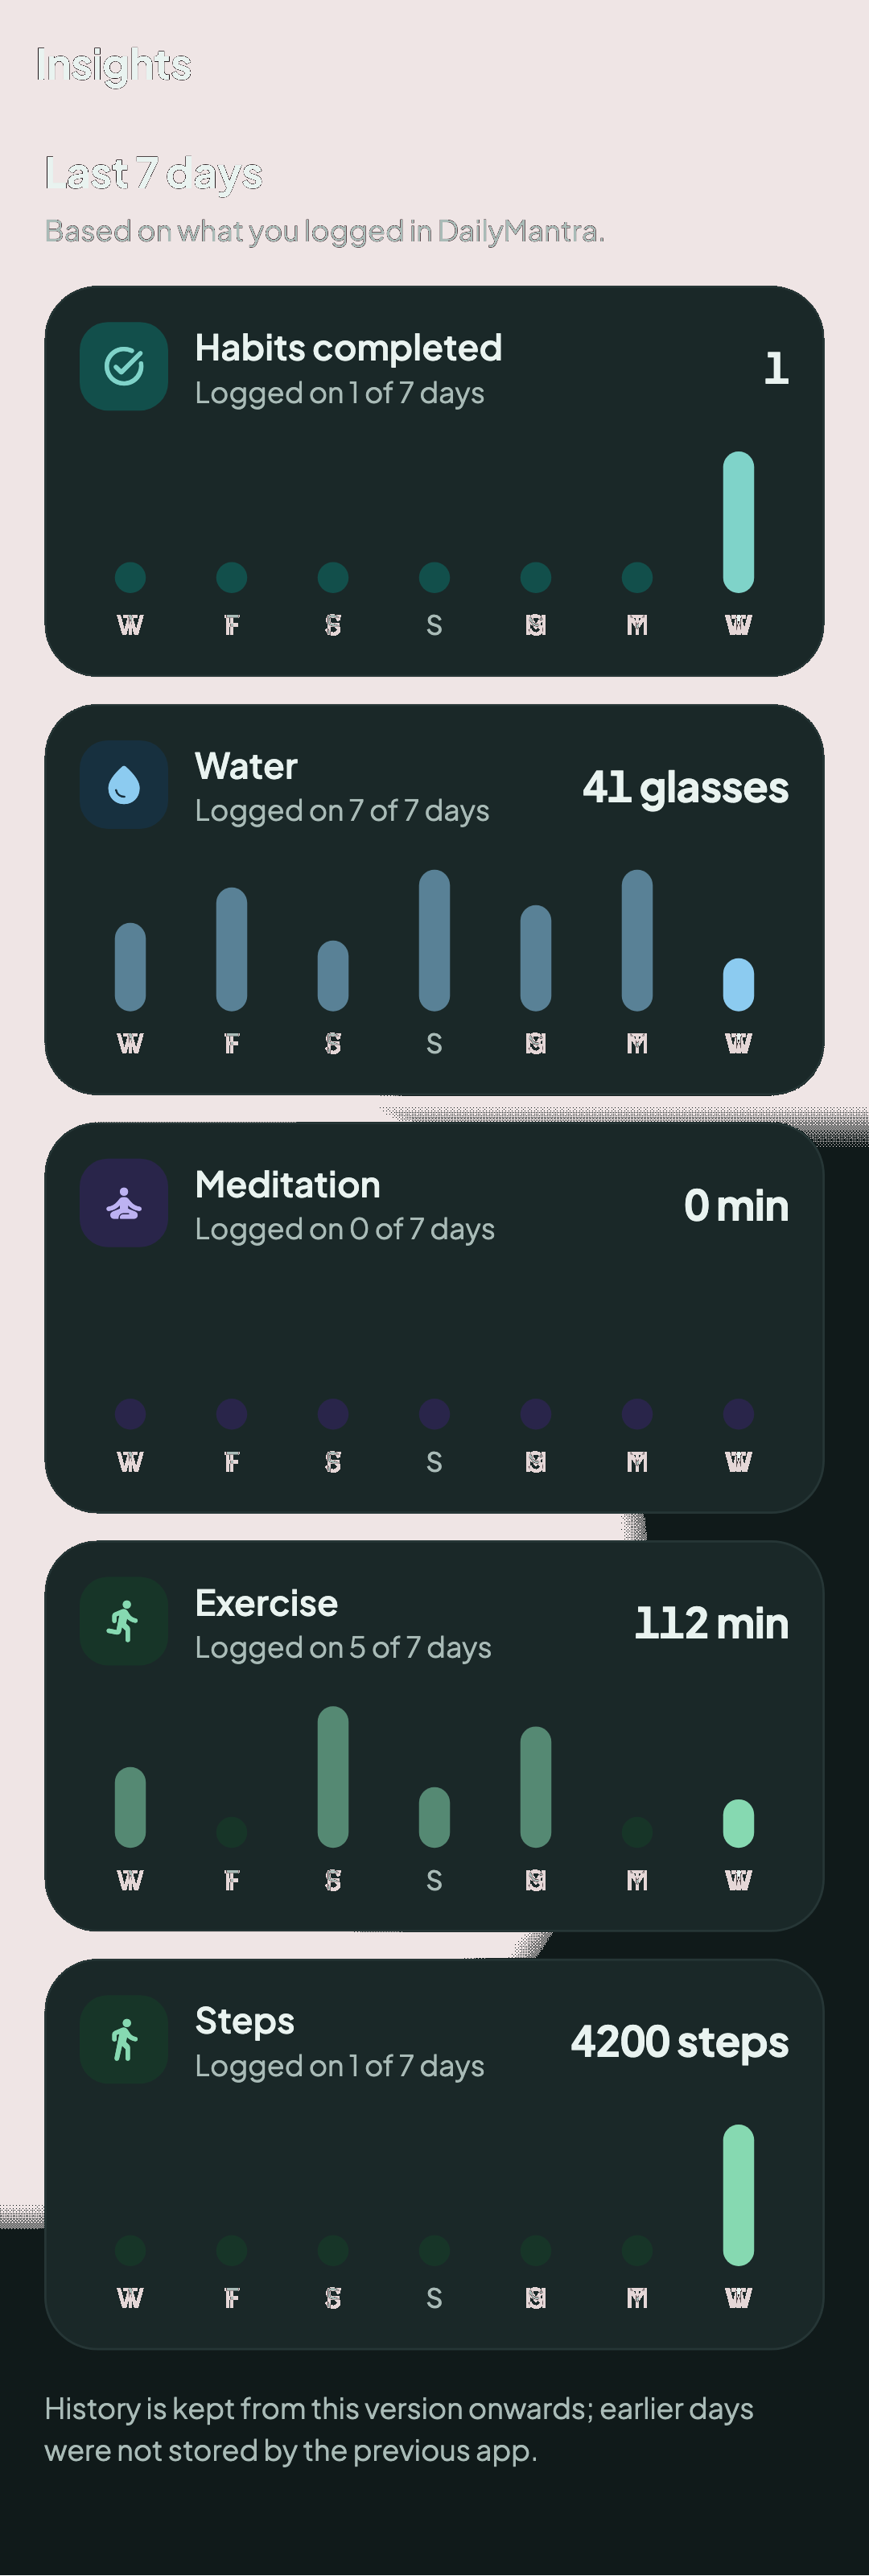 Insights
Last 7 days
Based on what you logged in DailyMantra.
Habits completed
1
Logged on 1 of 7 days
S
Water
41 glasses
Logged on 7 of 7 days
S
Meditation
0 min
Logged on 0 of 7 days
S
Exercise
112 min
Logged on 5 of 7 days
S
Steps
4200 steps
Logged on 1 of 7 days
S
History is kept from this version onwards; earlier days
were not stored by the previous app.